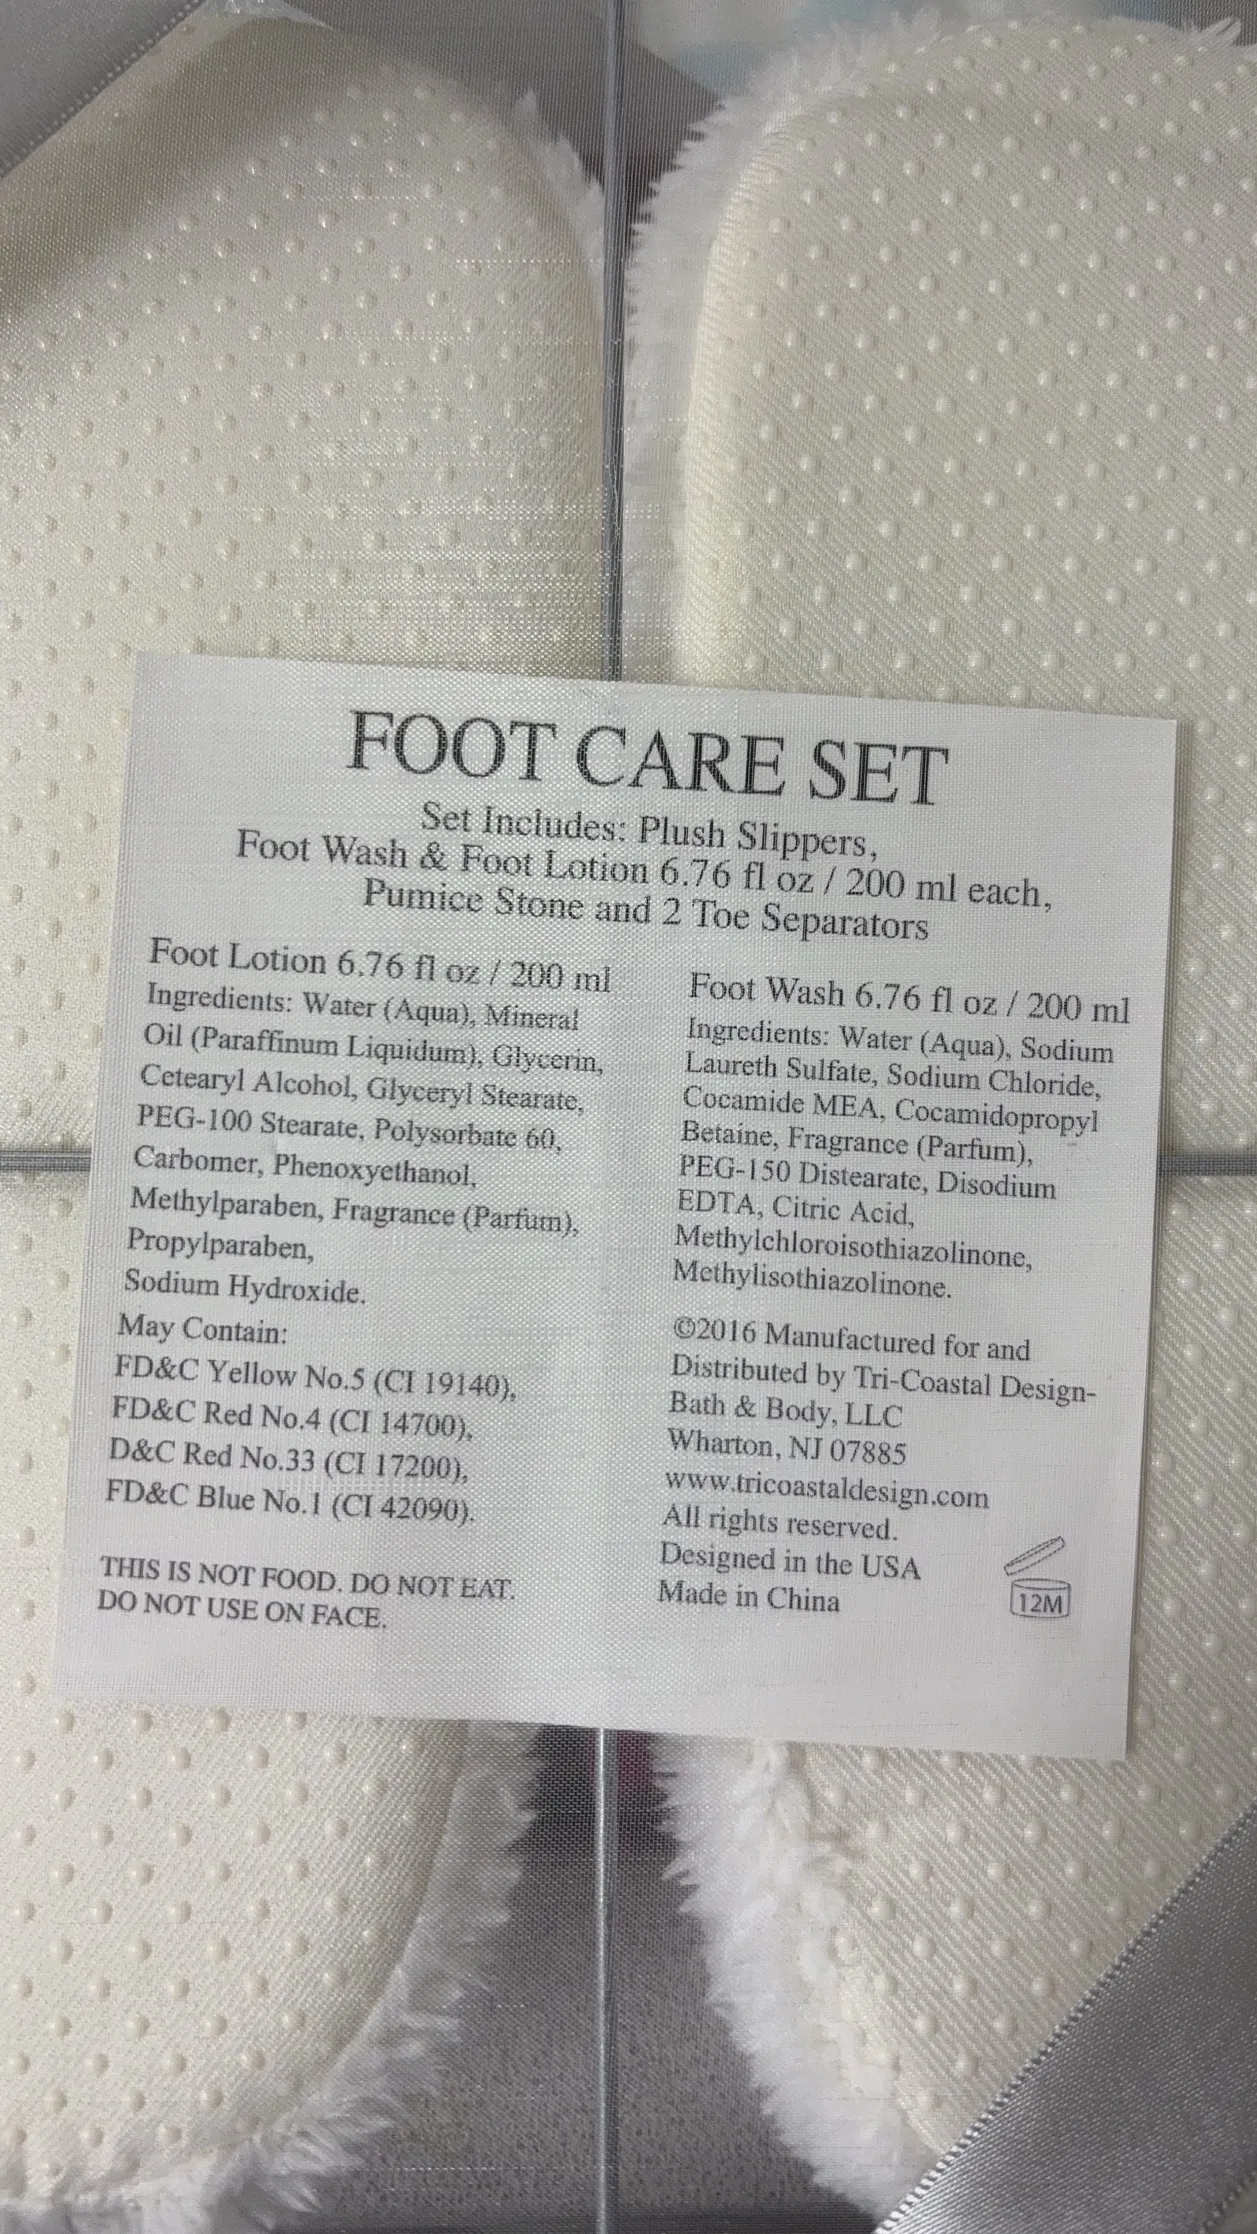 FOOT CARE SET
Set Includes: Plush Slippers,
Foot Wash & Foot Lotion 6.76 fl oz / 200 ml each,
Pumice Stone and 2 Toe Separators
Foot Lotion 6.76 fl oz / 200 ml
Ingredients: Water (Aqua), Mineral
Oil (Paraffinum Liquidum), Glycerin,
Cetearyl Alcohol, Glyceryl Stearate,
PEG-100 Stearate, Polysorbate 60,
Carbomer, Phenoxyethanol,
Methylparaben, Fragrance (Parfum),
Propylparaben,
Sodium Hydroxide.
May Contain:
FD&C Yellow No.5 (CI 19140),
FD&C Red No.4 (CI 14700),
D&C Red No.33 (CI 17200),
FD&C Blue No.1 (CI 42090).
THIS IS NOT FOOD. DO NOT EAT.
DO NOT USE ON FACE.
Foot Wash 6.76 fl oz / 200 ml
Ingredients: Water (Aqua), Sodium
Laureth Sulfate, Sodium Chloride,
Cocamide MEA, Cocamidopropyl
Betaine, Fragrance (Parfum),
PEG-150 Distearate, Disodium
EDTA, Citric Acid,
Methylchloroisothiazolinone,
Methylisothiazolinone.
©2016 Manufactured for and
Distributed by Tri-Coastal Design-
Bath & Body, LLC
Wharton, NJ 07885
www.tricoastaldesign.com
All rights reserved.
Designed in the USA
Made in China
12M